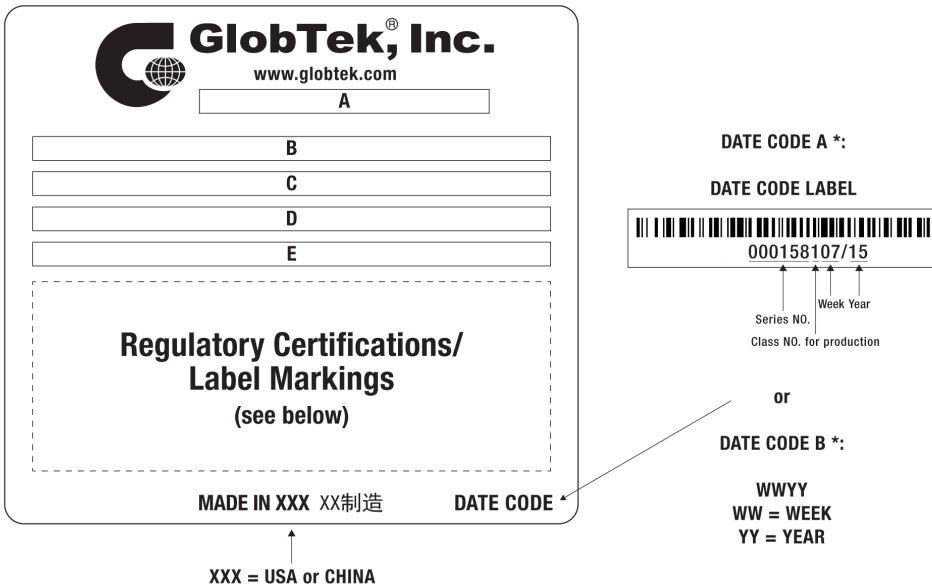 GlobTek, Inc.®
www.globtek.com
A
B
C
D
E
Regulatory Certifications/
Label Markings
(see below)
MADE IN XXX XX制造 DATE CODE
XXX = USA or CHINA
DATE CODE A *:
DATE CODE LABEL
000158107/15
Week Year
Series NO.
Class NO. for production
or
DATE CODE B *:
WWYY
WW = WEEK
YY = YEAR